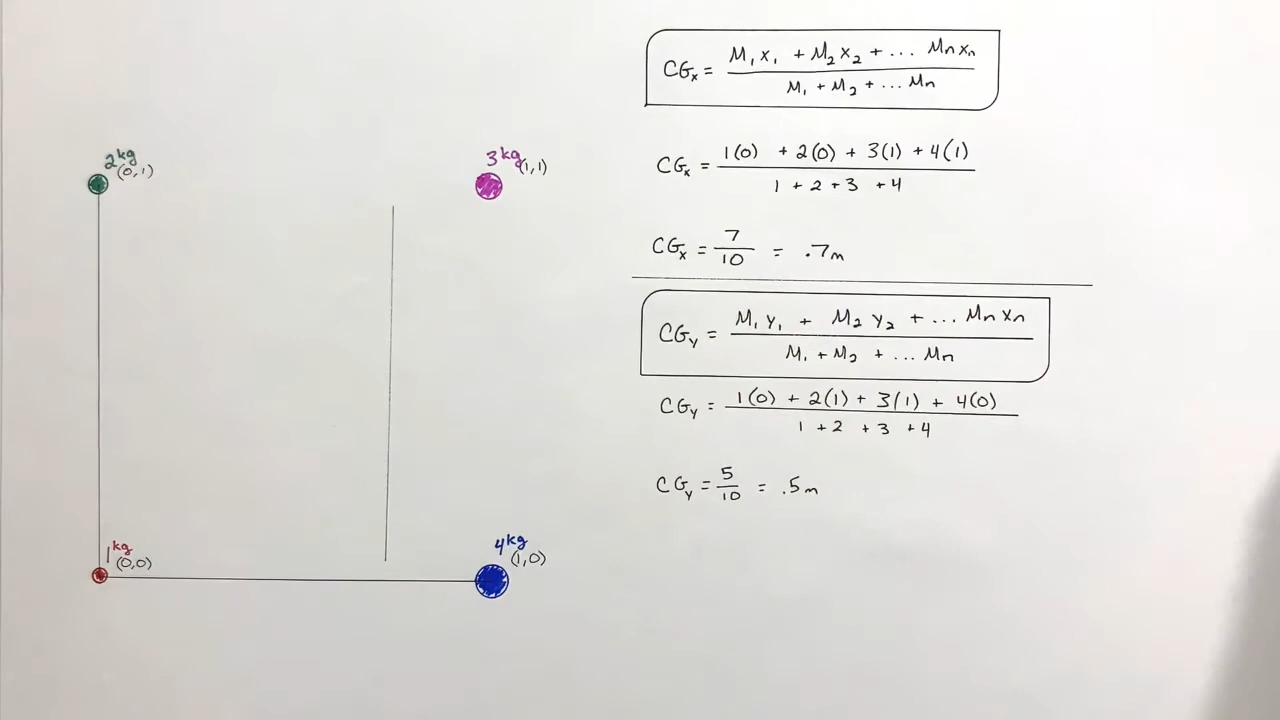 2kg
(0,1)
3kg
(1,1)
1kg
(0,0)
4kg
(1,0)
CGx = M1x1 + M2x2 + ... Mnxn / M1 + M2 + ... Mn
CGx = 1(0) + 2(0) + 3(1) + 4(1) / 1 + 2 + 3 + 4
CGx = 7/10 = .7m
CGY = M1Y1 + M2Y2 + ... Mnxn / M1 + M2 + ... Mn
CGY = 1(0) + 2(1) + 3(1) + 4(0) / 1 + 2 + 3 + 4
CGY = 5/10 = .5m